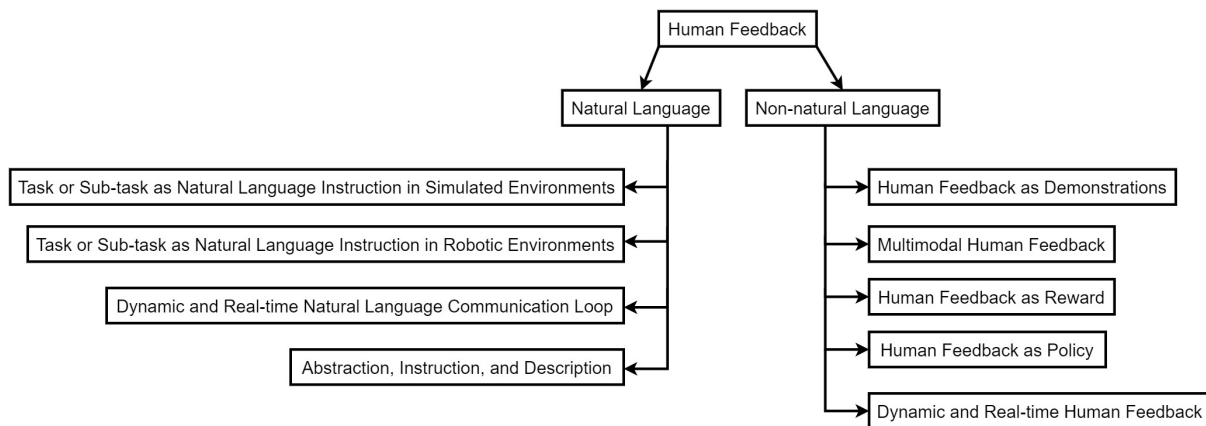 Human Feedback
Natural Language
Non-natural Language
Task or Sub-task as Natural Language Instruction in Simulated Environments
Task or Sub-task as Natural Language Instruction in Robotic Environments
Dynamic and Real-time Natural Language Communication Loop
Abstraction, Instruction, and Description
Human Feedback as Demonstrations
Multimodal Human Feedback
Human Feedback as Reward
Human Feedback as Policy
Dynamic and Real-time Human Feedback